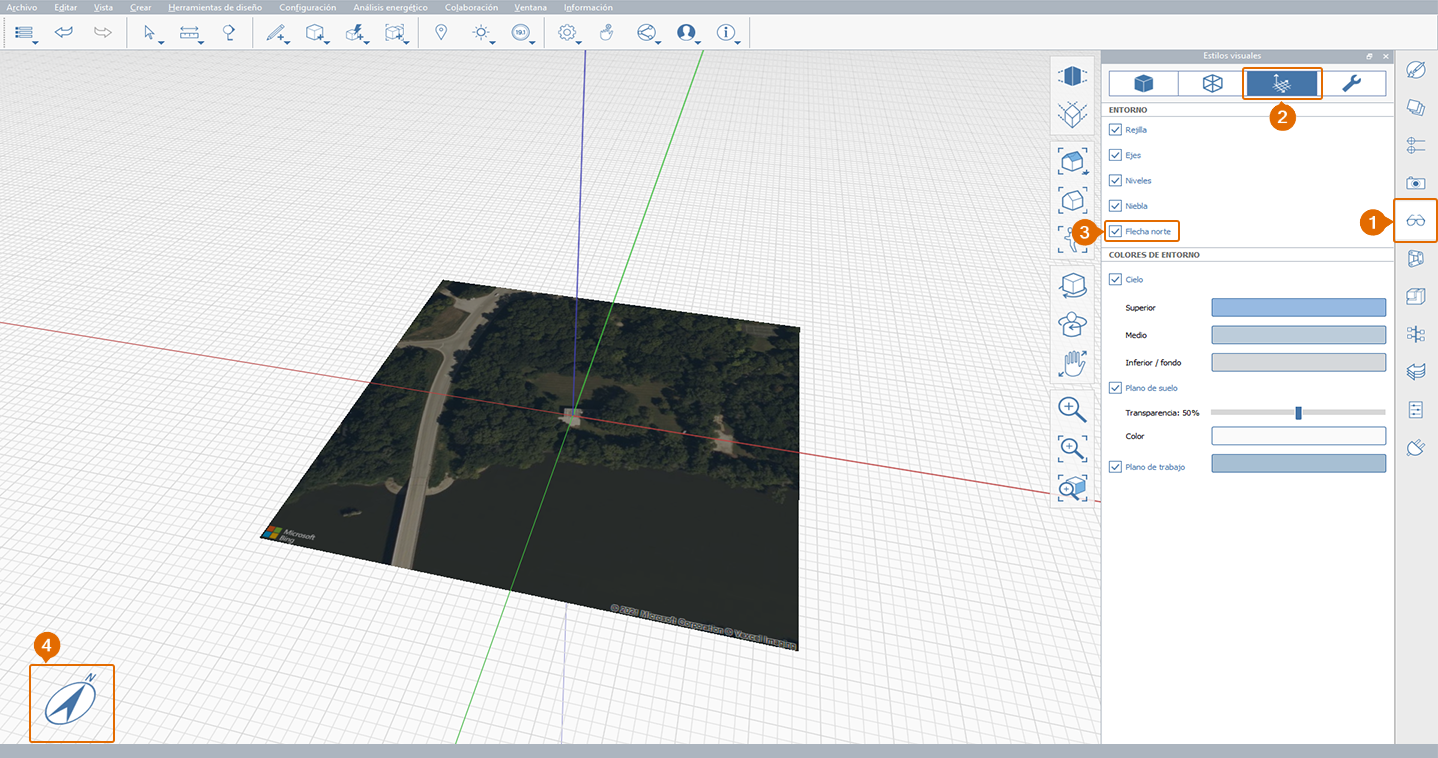 Archivo Editar Vista Crear Herramientas de diseño Configuración Análisis energético Colaboración Ventana Información
19.1
Estilos visuales
2
ENTORNO
Rejilla
Ejes
Niveles
Niebla
1
3
Flecha norte
COLORES DE ENTORNO
Cielo
Superior
Medio
Inferior / fondo
Plano de suelo
Transparencia: 50%
Color
Plano de trabajo
Microsoft
Bing
© 2021 Microsoft Corporation © Vexcel Imaging
4
N